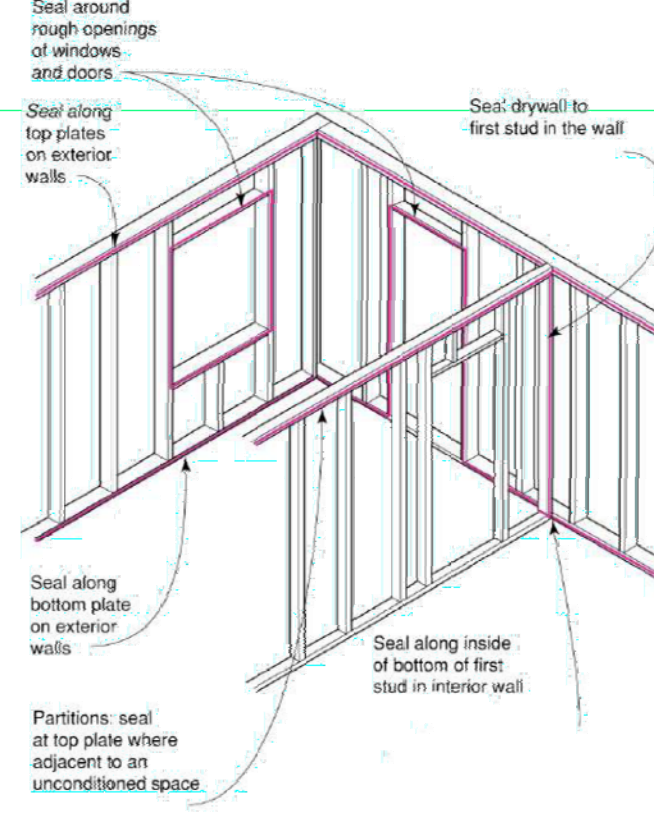 Seal around
rough openings
of windows
and doors
Seal along
top plates
on exterior
walls
Seal drywall to
first stud in the wall
Seal along
bottom plate
on exterior
walls
Seal along inside
of bottom of first
stud in interior wall
Partitions: seal
at top plate where
adjacent to an
unconditioned space